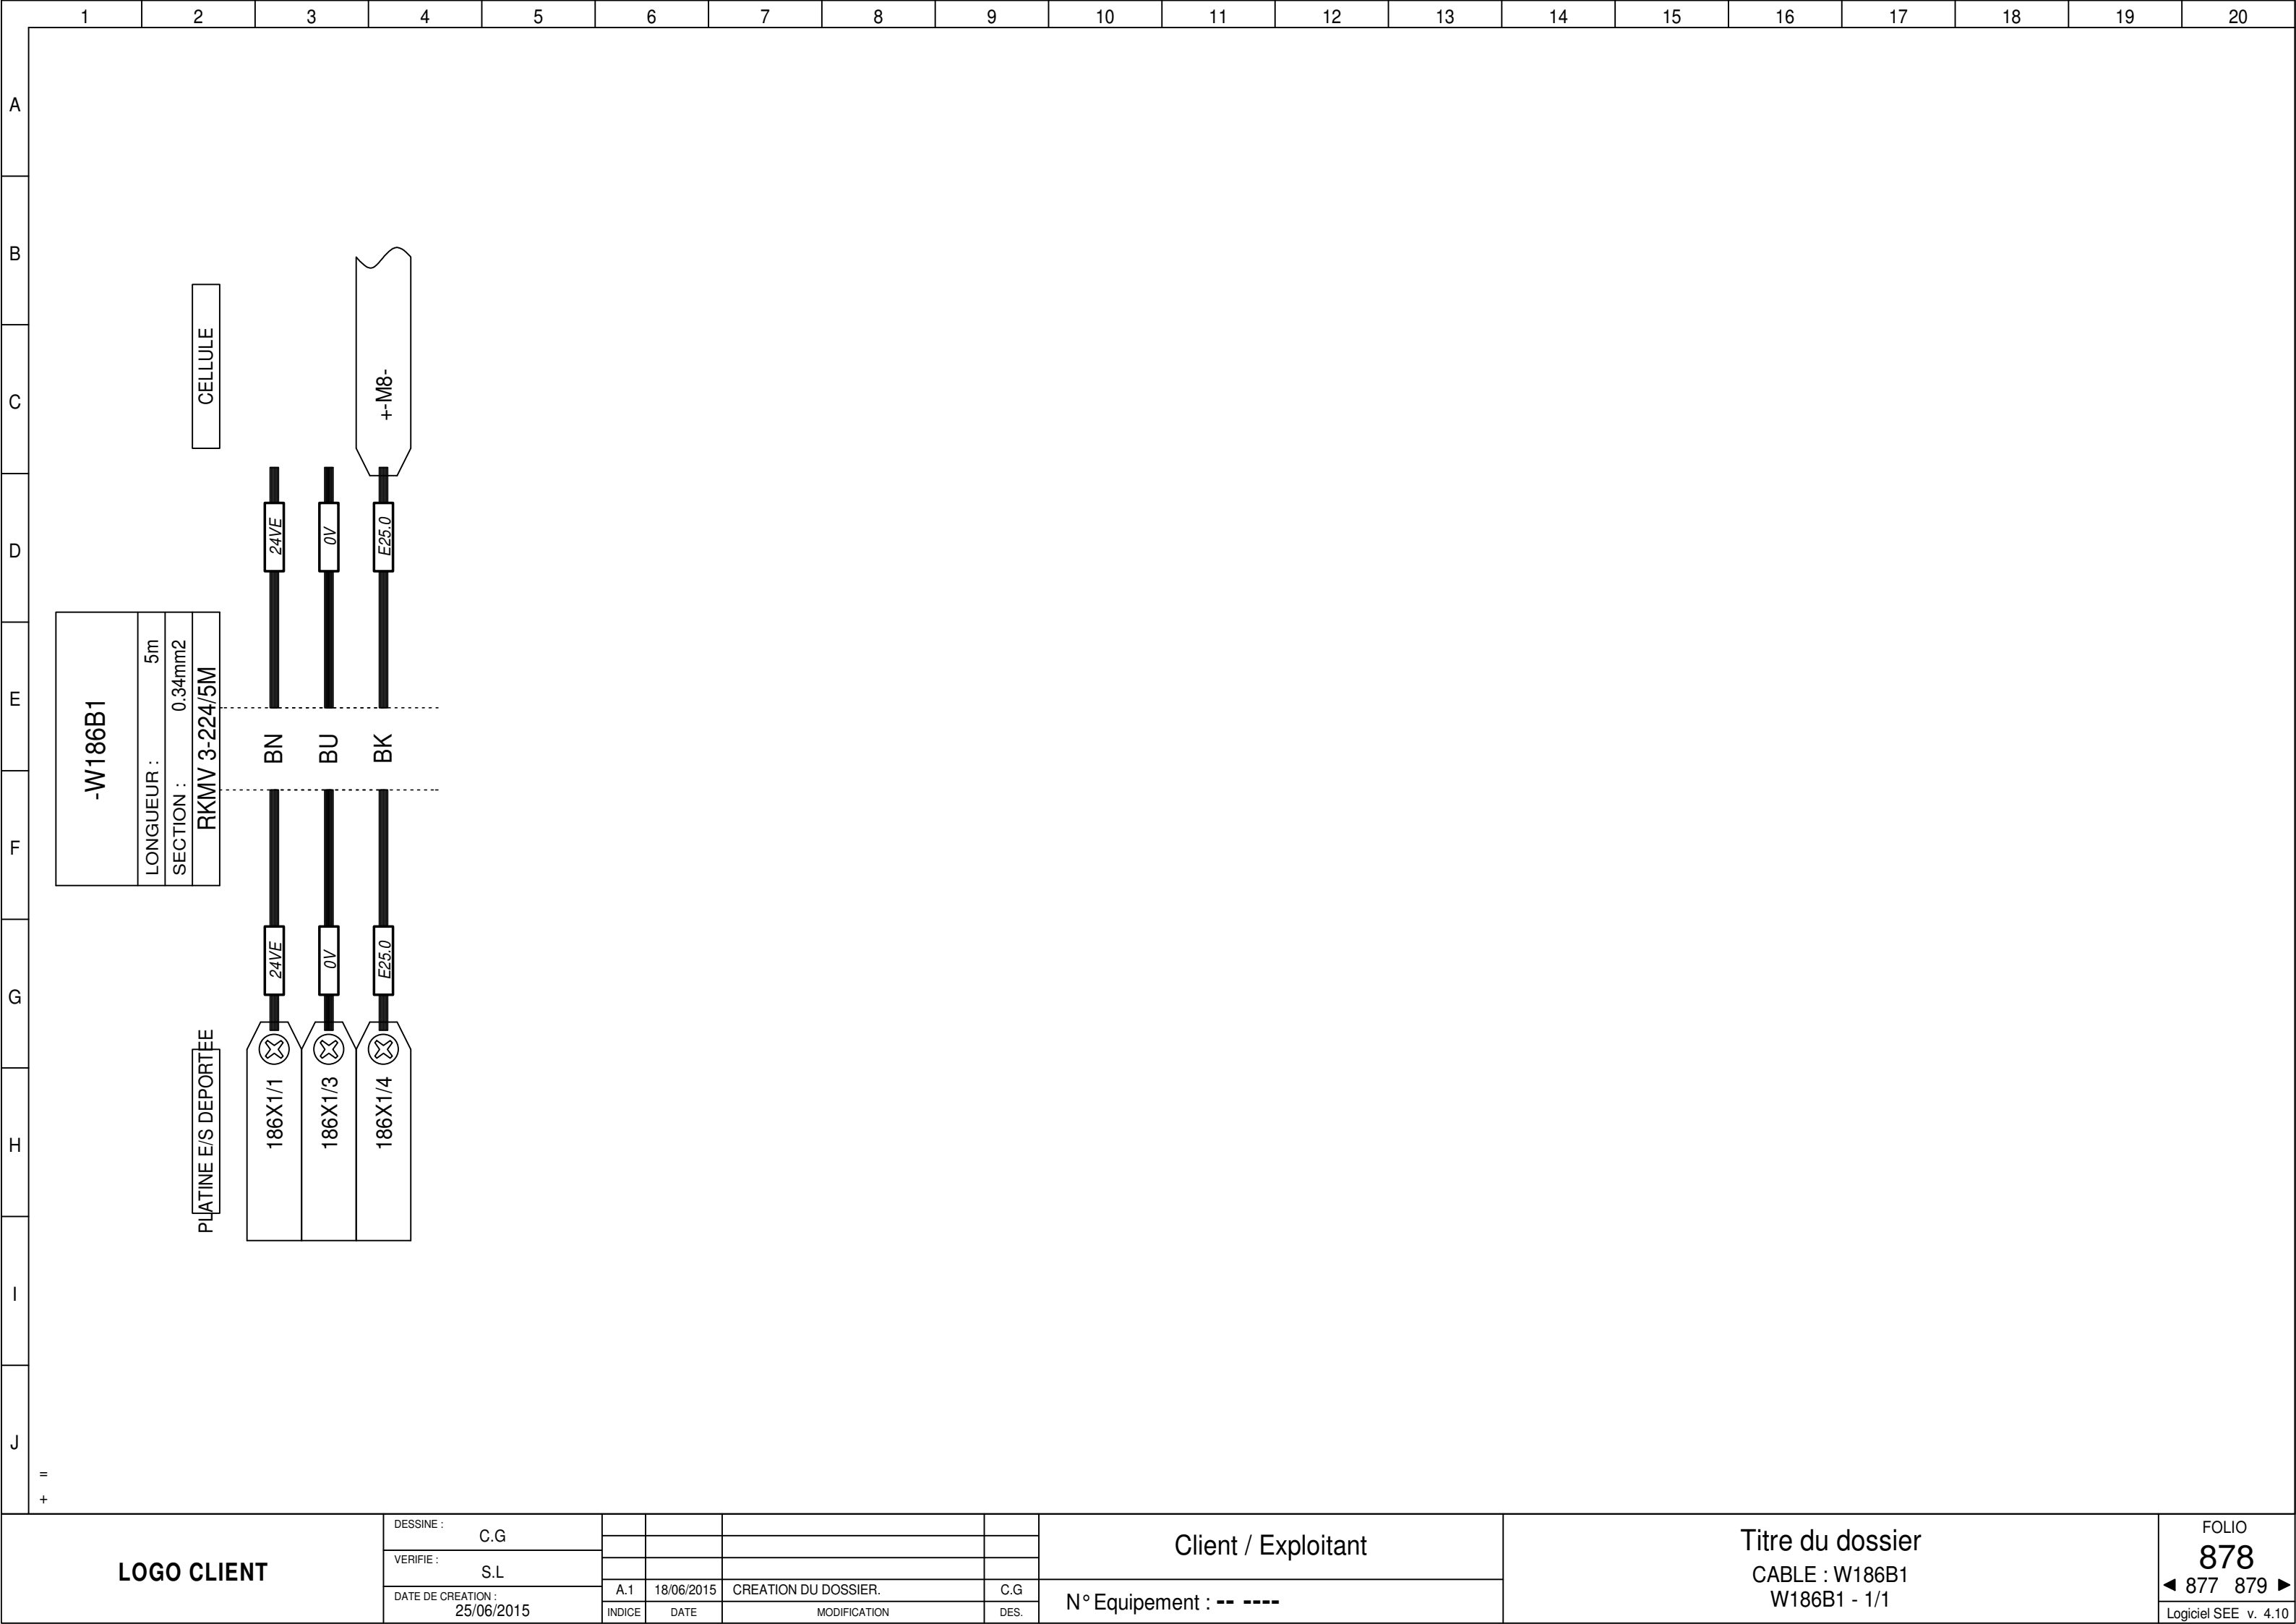 1 2 3 4 5 6 7 8 9 10 11 12 13 14 15 16 17 18 19 20
A
B
C
D
E
F
G
H
I
J
CELLULE
+-M8-
24VE
0V
E25.0
-W186B1
LONGUEUR : 5m
SECTION : 0.34mm2
RKMV 3-224/5M
BN
BU
BK
24VE
0V
E25.0
PLATINE E/S DEPORTEE
186X1/1
186X1/3
186X1/4
=
+
LOGO CLIENT
DESSINE :
C.G
VERIFIE :
S.L
DATE DE CREATION :
25/06/2015
A.1 18/06/2015 CREATION DU DOSSIER. C.G
INDICE DATE MODIFICATION DES.
Client / Exploitant
N° Equipement : -- ----
Titre du dossier
CABLE : W186B1
W186B1 - 1/1
FOLIO
878
◄ 877 879 ►
Logiciel SEE v. 4.10